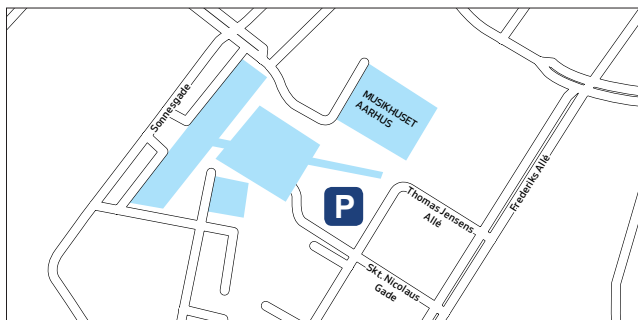 Sonnesgade
MUSIKHUSET
AARHUS
Frederiks Allé
P
Thomas Jensens
Allé
Skt. Nicolaus
Gade